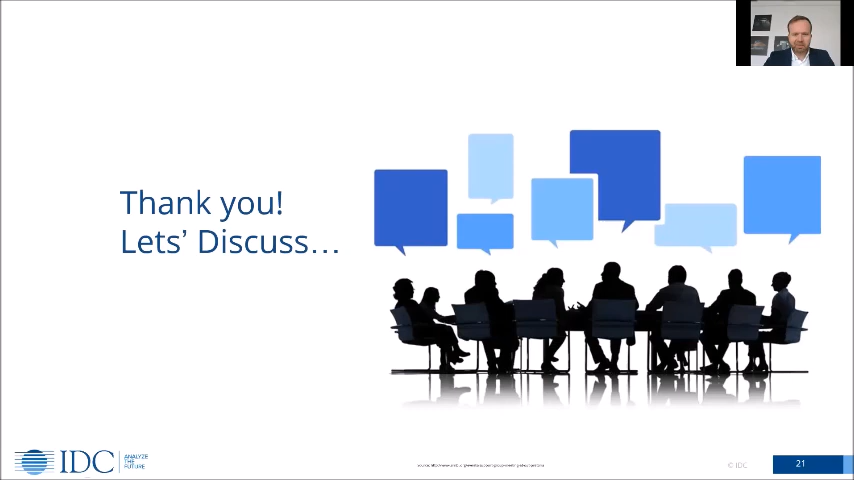 Thank you!
Lets’ Discuss...
IDC
ANALYZE
THE
FUTURE
© IDC
21